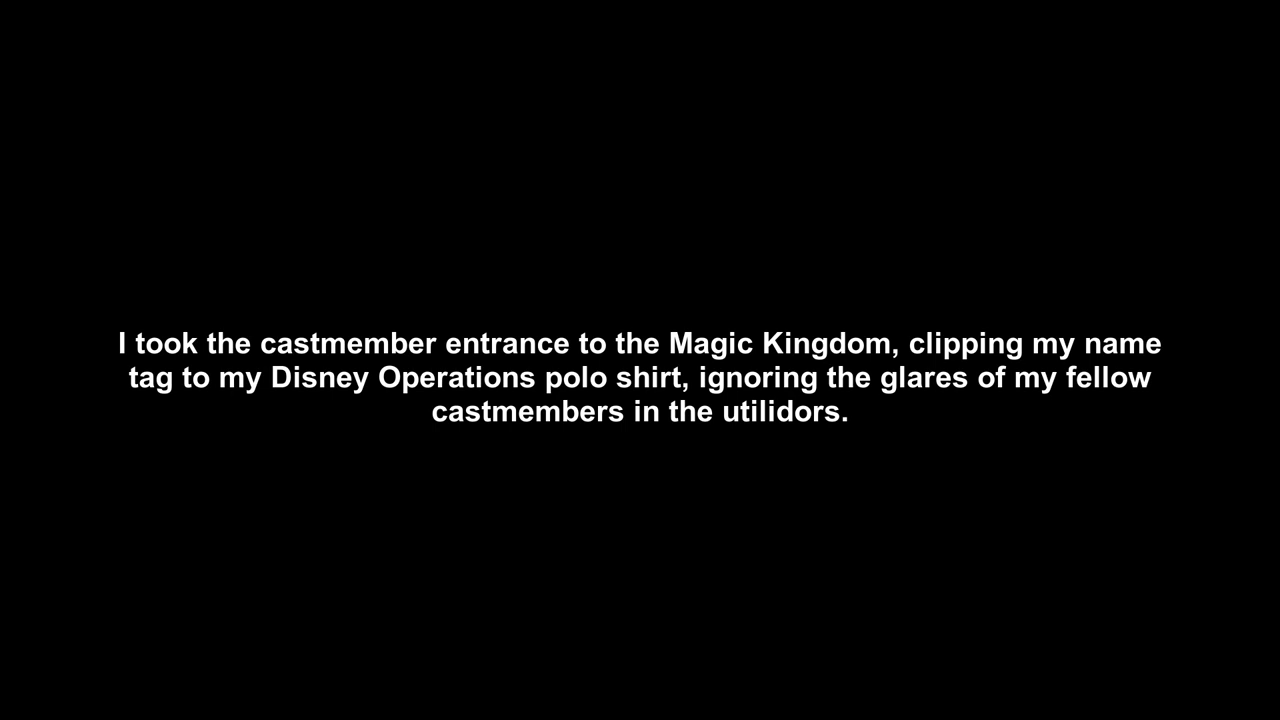 I took the castmember entrance to the Magic Kingdom, clipping my name
tag to my Disney Operations polo shirt, ignoring the glares of my fellow
castmembers in the utilidors.